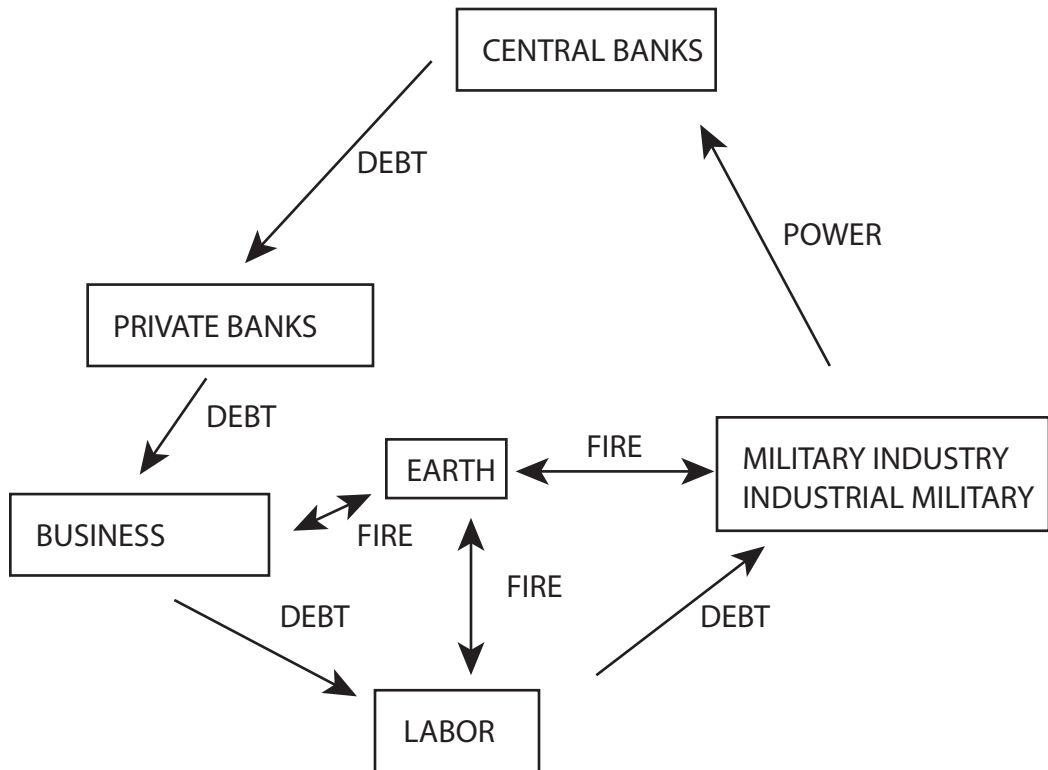 CENTRAL BANKS
DEBT
POWER
PRIVATE BANKS
DEBT
FIRE
EARTH
MILITARY INDUSTRY
INDUSTRIAL MILITARY
BUSINESS
FIRE
FIRE
DEBT
DEBT
LABOR